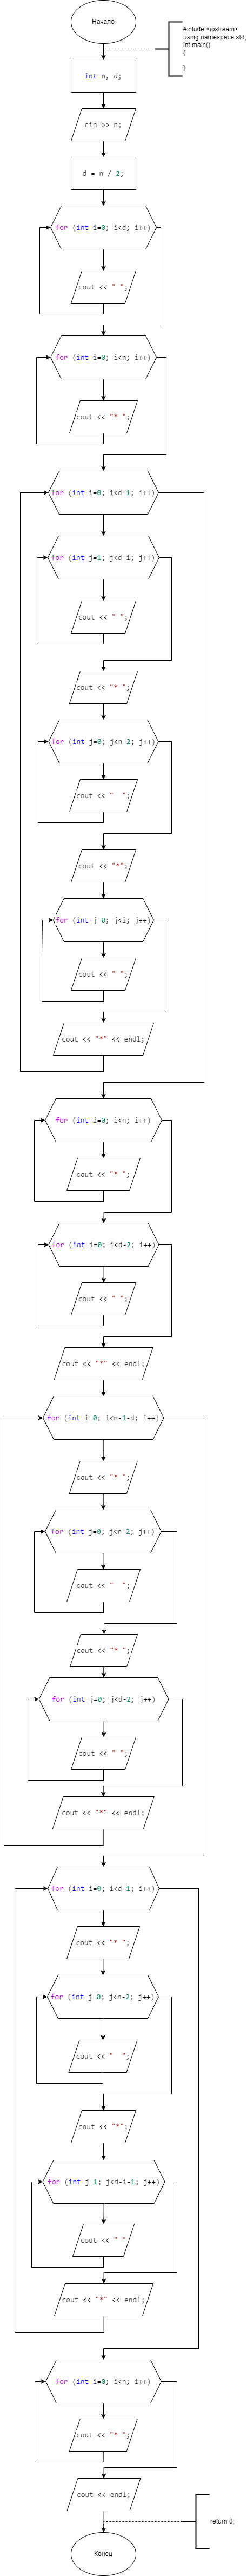 Начало
#inlude <iostream>
using namespace std;
int main()
{
}
int n, d;
cin >> n;
d = n / 2;
for (int i=0; i<d; i++)
cout << " ";
for (int i=0; i<n; i++)
cout << "* ";
for (int i=0; i<d-1; i++)
for (int j=1; j<d-i; j++)
cout << " ";
cout << "* ";
for (int j=0; j<n-2; j++)
cout << "  ";
cout << "*";
for (int j=0; j<i; j++)
cout << " ";
cout << "*" << endl;
for (int i=0; i<n; i++)
cout << "* ";
for (int i=0; i<d-2; i++)
cout << " ";
cout << "*" << endl;
for (int i=0; i<n-1-d; i++)
cout << "* ";
for (int j=0; j<n-2; j++)
cout << "  ";
cout << "* ";
for (int j=0; j<d-2; j++)
cout << " ";
cout << "*" << endl;
for (int i=0; i<d-1; i++)
cout << "* ";
for (int j=0; j<n-2; j++)
cout << "  ";
cout << "*";
for (int j=1; j<d-i-1; j++)
cout << " "
cout << "*" << endl;
for (int i=0; i<n; i++)
cout << "* ";
cout << endl;
return 0;
Конец